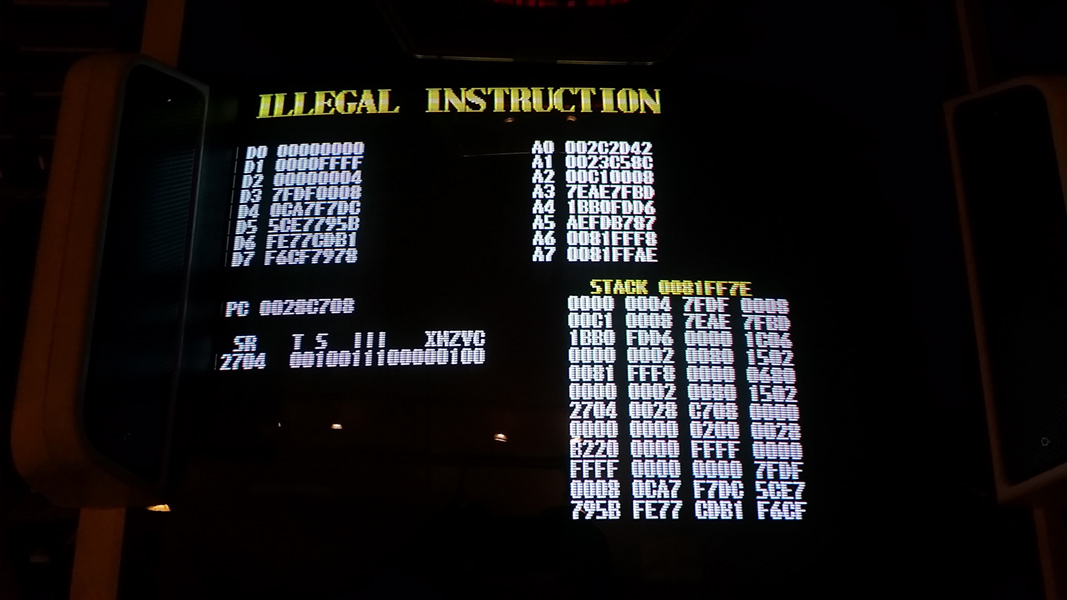 ILLEGAL INSTRUCTION
D0 00000000 A0 002C2D42
D1 0000FFFF A1 0023C58C
D2 00000004 A2 00C10008
D3 7FDF0008 A3 7EAE7FBD
D4 0CA7F7DC A4 1BB0FDD6
D5 5CE7795B A5 AEFDB787
D6 FE77CDB1 A6 0081FFF8
D7 F6CF7978 A7 0081FFAE
STACK 0081FF7E
PC 0028C708
SR T S III XNZVC
2704 0010011100000100
0000 0004 7FDF 0008
00C1 0008 7EAE 7FBD
1BB0 FDD6 0000 1C06
0000 0002 0080 1502
0081 FFF8 0000 0680
0000 0002 0080 1502
2704 0028 C708 0000
0000 0000 0200 0028
B220 0000 FFFF 0000
FFFF 0000 0000 7FDF
0008 0CA7 F7DC 5CE7
795B FE77 CDB1 F6CF